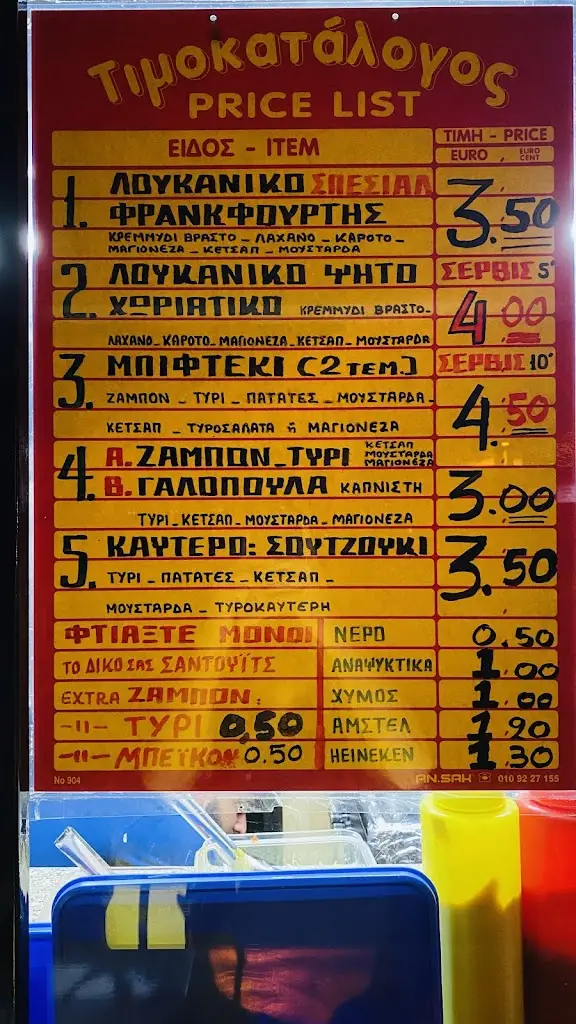 Τιμοκατάλογος
PRICE LIST
ΕΙΔΟΣ - ITEM
ΤΙΜΗ - PRICE
EURO , EURO CENT
1. ΛΟΥΚΑΝΙΚΟ ΣΠΕΣΙΑΛ
ΦΡΑΝΚΦΟΥΡΤΗΣ 3.50
ΚΡΕΜΜΥΔΙ ΒΡΑΣΤΟ - ΛΑΧΑΝΟ - ΚΑΡΟΤΟ -
ΜΑΓΙΟΝΕΖΑ - ΚΕΤΣΑΠ - ΜΟΥΣΤΑΡΔΑ
2. ΛΟΥΚΑΝΙΚΟ ΨΗΤΟ ΣΕΡΒΙΣ 5'
ΧΩΡΙΑΤΙΚΟ ΚΡΕΜΜΥΔΙ ΒΡΑΣΤΟ- 4.00
ΛΑΧΑΝΟ-ΚΑΡΟΤΟ-ΜΑΓΙΟΝΕΖΑ-ΚΕΤΣΑΠ-ΜΟΥΣΤΑΡΔΑ
3. ΜΠΙΦΤΕΚΙ (2 ΤΕΜ.) ΣΕΡΒΙΣ 10'
ΖΑΜΠΟΝ - ΤΥΡΙ - ΠΑΤΑΤΕΣ - ΜΟΥΣΤΑΡΔΑ- 4.50
ΚΕΤΣΑΠ - ΤΥΡΟΣΑΛΑΤΑ ή ΜΑΓΙΟΝΕΖΑ
4. Α. ΖΑΜΠΟΝ-ΤΥΡΙ ΚΕΤΣΑΠ ΜΟΥΣΤΑΡΔΑ ΜΑΓΙΟΝΕΖΑ
Β. ΓΑΛΟΠΟΥΛΑ ΚΑΠΝΙΣΤΗ 3.00
ΤΥΡΙ-ΚΕΤΣΑΠ-ΜΟΥΣΤΑΡΔΑ-ΜΑΓΙΟΝΕΖΑ
5. ΚΑΥΤΕΡΟ: ΣΟΥΤΖΟΥΚΙ 3.50
ΤΥΡΙ - ΠΑΤΑΤΕΣ - ΚΕΤΣΑΠ -
ΜΟΥΣΤΑΡΔΑ - ΤΥΡΟΚΑΥΤΕΡΗ
ΦΤΙΑΞΤΕ ΜΟΝΟΙ ΝΕΡΟ 0.50
ΤΟ ΔΙΚΟ ΣΑΣ ΣΑΝΤΟΥΪΤΣ ΑΝΑΨΥΚΤΙΚΑ 1.00
EXTRA ΖΑΜΠΟΝ: ΧΥΜΟΣ 1.00
-11- ΤΥΡΙ 0,50 ΑΜΣΤΕΛ 1.20
-11- ΜΠΕΙΚΟΝ 0.50 HEINEKEN 1.30
No 904 AN.SAK 010 92 27 155